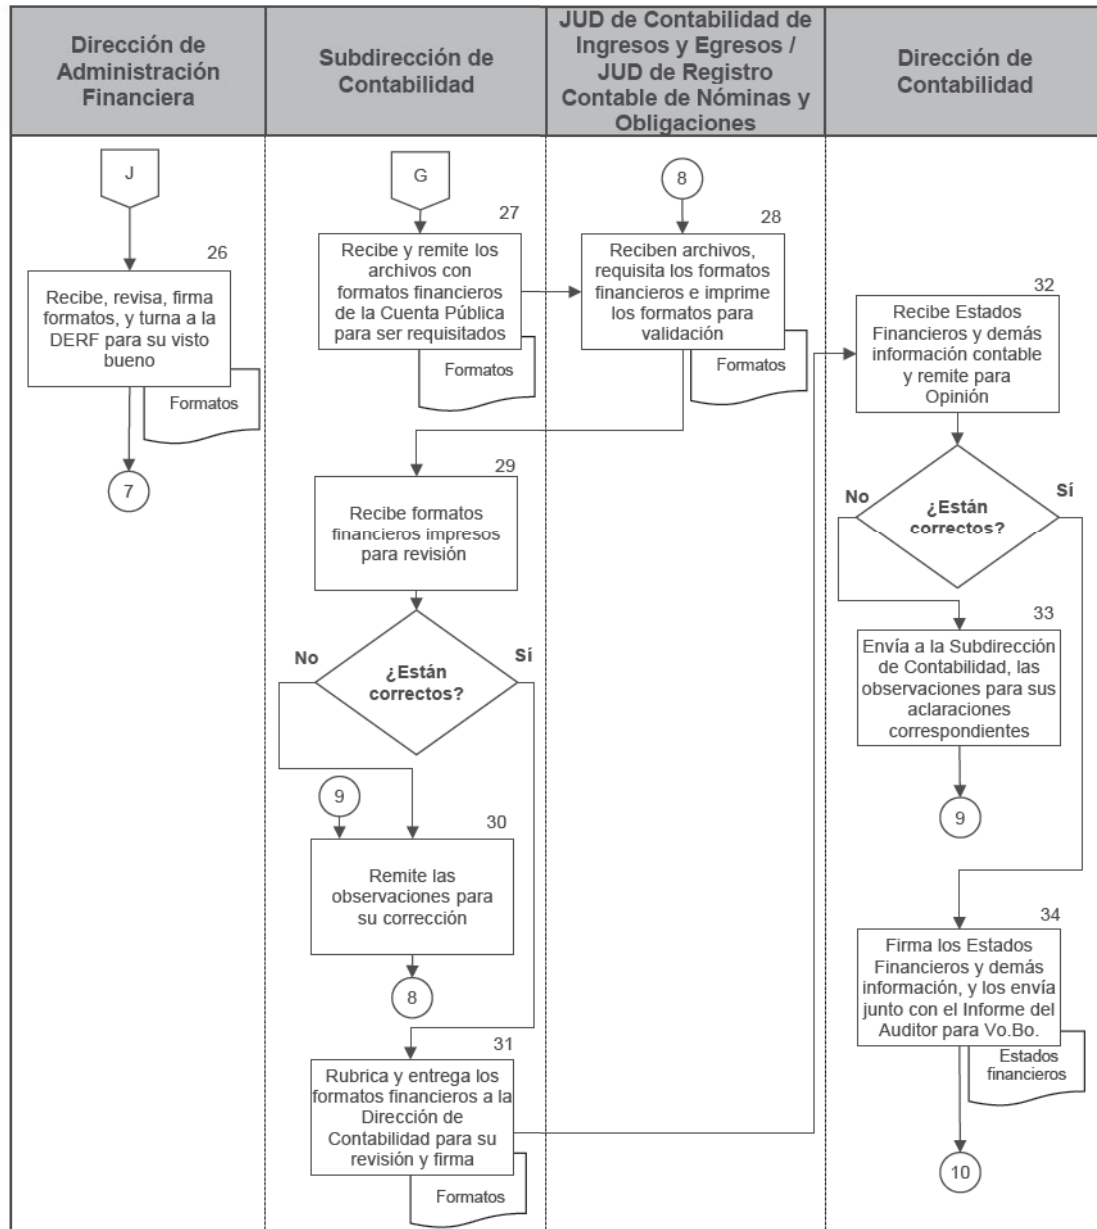 Dirección de
Administración
Financiera
Subdirección de
Contabilidad
JUD de Contabilidad de
Ingresos y Egresos /
JUD de Registro
Contable de Nóminas y
Obligaciones
Dirección de
Contabilidad
J
26
Recibe, revisa, firma
formatos, y turna a la
DERF para su visto
bueno
Formatos
7
G
27
Recibe y remite los
archivos con
formatos financieros
de la Cuenta Pública
para ser requisitados
Formatos
8
28
Reciben archivos,
requisita los formatos
financieros e imprime
los formatos para
validación
Formatos
29
Recibe formatos
financieros impresos
para revisión
No
¿Están
correctos?
Sí
9
30
Remite las
observaciones para
su corrección
8
31
Rubrica y entrega los
formatos financieros a la
Dirección de
Contabilidad para su
revisión y firma
Formatos
32
Recibe Estados
Financieros y demás
información contable
y remite para
Opinión
No
¿Están
correctos?
Sí
33
Envía a la Subdirección
de Contabilidad, las
observaciones para sus
aclaraciones
correspondientes
9
34
Firma los Estados
Financieros y demás
información, y los envía
junto con el Informe del
Auditor para Vo.Bo.
Estados
financieros
10